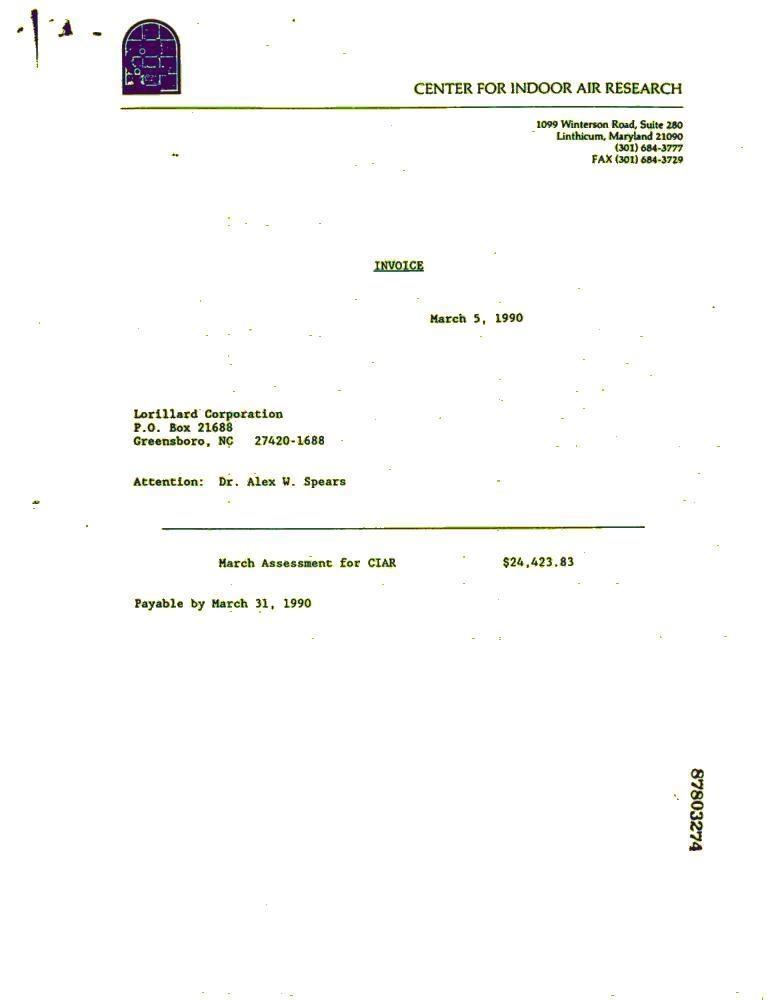 CENTER FOR INDOOR AIR RESEARCH
1099 Winterson Road, Suite 280
Linthicum, Maryland 21090
(301) 684-3777
FAX (301) 684-3729
INVOICE
March 5, 1990
Lorillard Corporation
P.O. Box 21688
Greensboro, NC 27420-1688
Attention: Dr. Alex W. Spears
March Assessment for CIAR $24,423.83
Payable by March 31, 1990
87803274